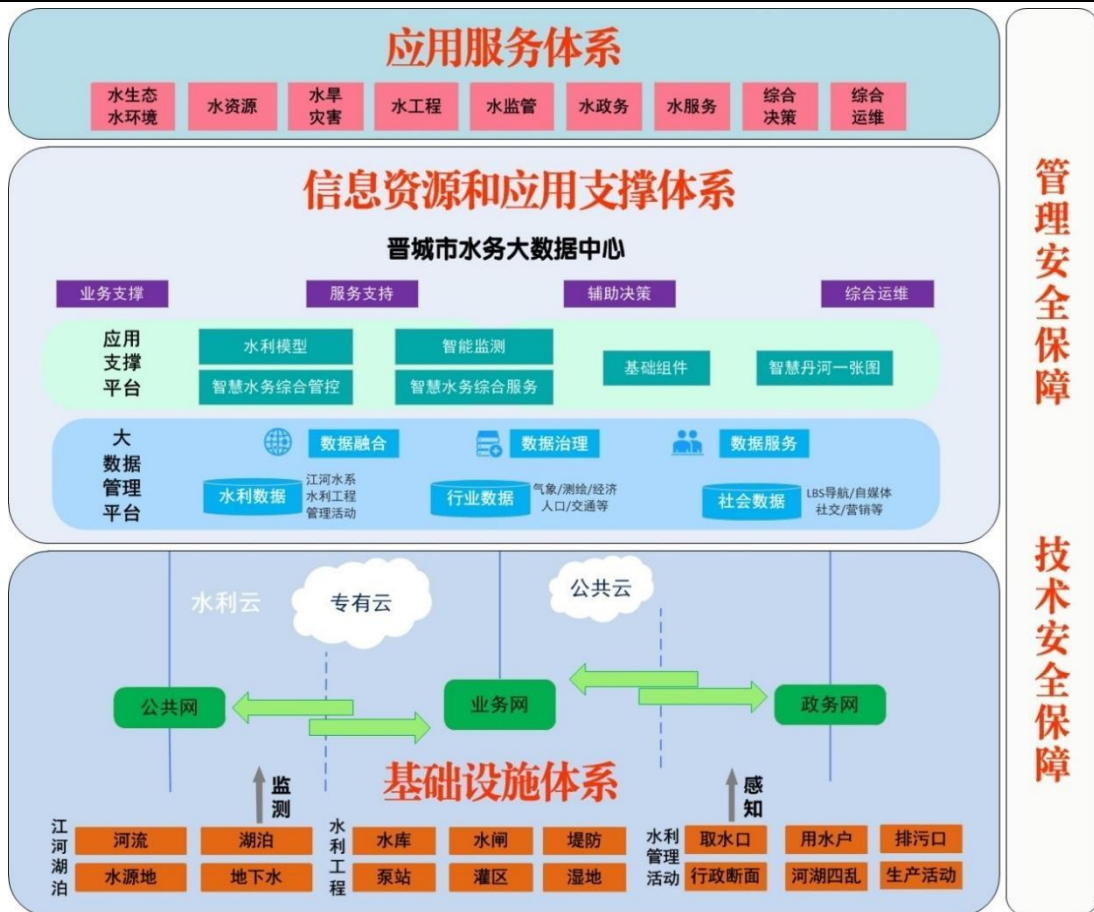 应用服务体系
水生态
水环境
水资源
水旱
灾害
水工程
水监管
水政务
水服务
综合
决策
综合
运维
信息资源和应用支撑体系
晋城市水务大数据中心
业务支撑
服务支持
辅助决策
综合运维
应用
支撑
平台
水利模型
智能监测
智慧水务综合管控
智慧水务综合服务
基础组件
智慧丹河一张图
大
数据
管理
平台
数据融合
数据治理
数据服务
水利数据
江河水系
水利工程
管理活动
行业数据
气象/测绘/经济
人口/交通等
社会数据
LBS导航/自媒体
社交/营销等
水利云
专有云
公共云
公共网
业务网
政务网
基础设施体系
监测
感知
江河湖泊
河流
湖泊
水源地
地下水
水利工程
水库
水闸
堤防
泵站
灌区
湿地
水利
管理
活动
取水口
用水户
排污口
行政断面
河湖四乱
生产活动
管理安全保障
技术安全保障